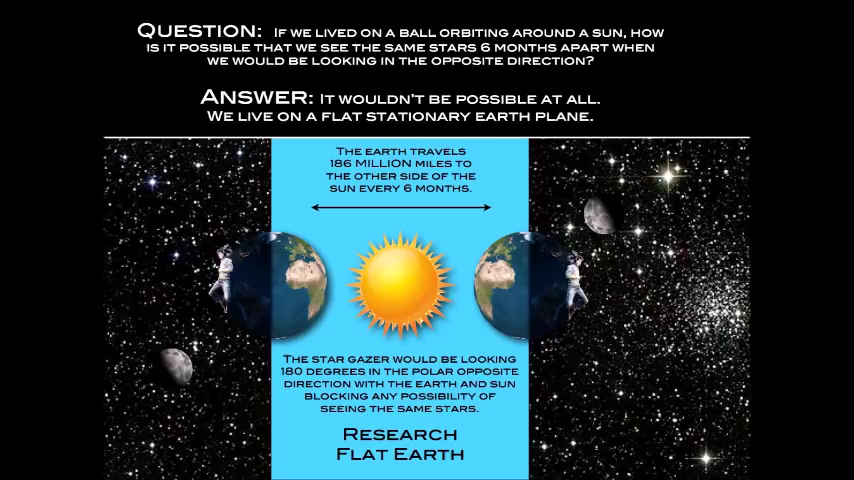 QUESTION: IF WE LIVED ON A BALL ORBITING AROUND A SUN, HOW
IS IT POSSIBLE THAT WE SEE THE SAME STARS 6 MONTHS APART WHEN
WE WOULD BE LOOKING IN THE OPPOSITE DIRECTION?
ANSWER: IT WOULDN'T BE POSSIBLE AT ALL.
WE LIVE ON A FLAT STATIONARY EARTH PLANE.
THE EARTH TRAVELS
186 MILLION MILES TO
THE OTHER SIDE OF THE
SUN EVERY 6 MONTHS.
THE STAR GAZER WOULD BE LOOKING
180 DEGREES IN THE POLAR OPPOSITE
DIRECTION WITH THE EARTH AND SUN
BLOCKING ANY POSSIBILITY OF
SEEING THE SAME STARS.
RESEARCH
FLAT EARTH